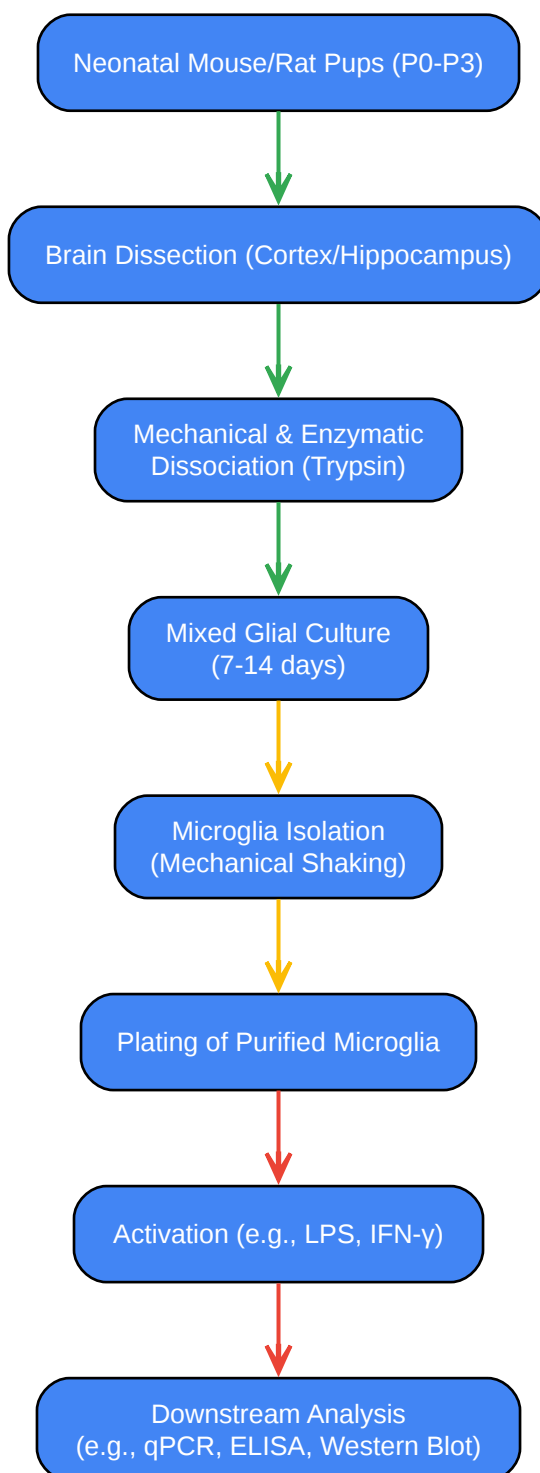 Neonatal Mouse/Rat Pups (P0-P3)
Brain Dissection (Cortex/Hippocampus)
Mechanical & Enzymatic
Dissociation (Trypsin)
Mixed Glial Culture
(7-14 days)
Microglia Isolation
(Mechanical Shaking)
Plating of Purified Microglia
Activation (e.g., LPS, IFN-γ)
Downstream Analysis
(e.g., qPCR, ELISA, Western Blot)